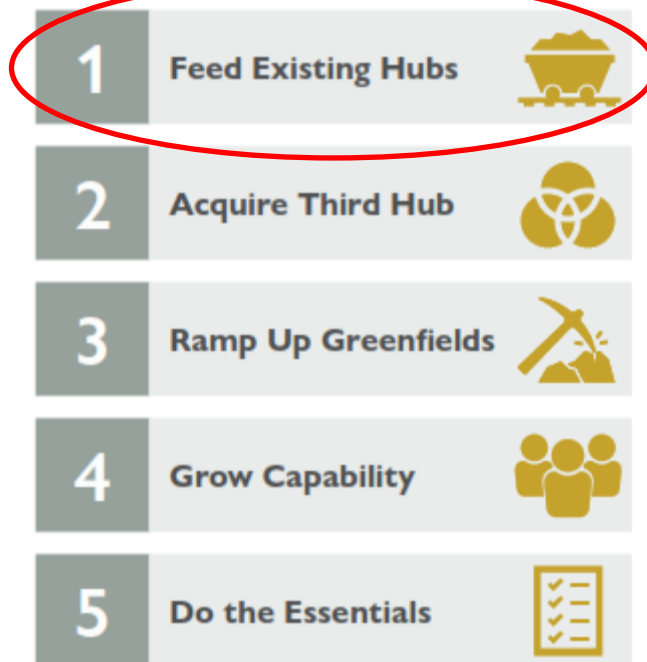 1 Feed Existing Hubs
2 Acquire Third Hub
3 Ramp Up Greenfields
4 Grow Capability
5 Do the Essentials